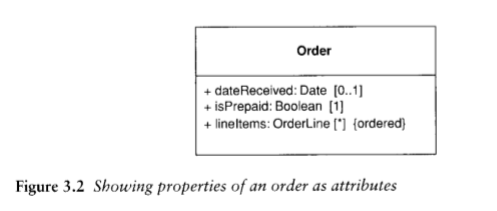 Order
+ dateReceived: Date [0..1]
+ isPrepaid: Boolean [1]
+ lineItems: OrderLine [*] {ordered}
Figure 3.2 Showing properties of an order as attributes